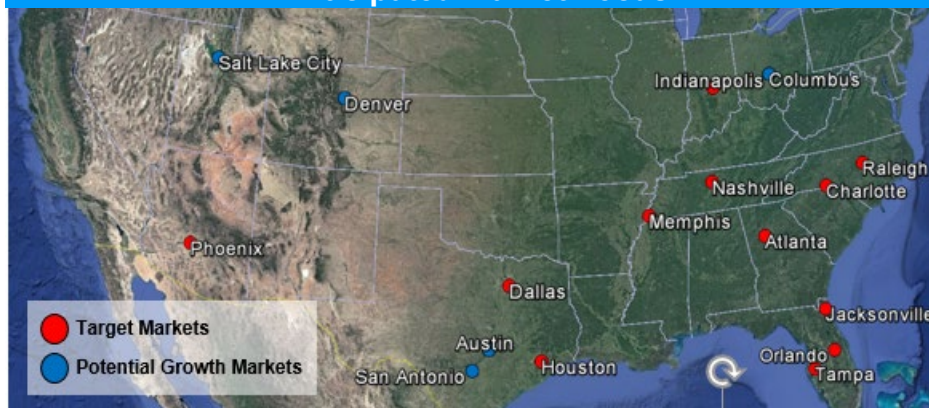 Salt Lake City
Indianapolis
Columbus
Denver
Raleigh
Nashville
Charlotte
Memphis
Atlanta
Phoenix
Dallas
Jacksonville
Target Markets
Austin
Orlando
Potential Growth Markets
San Antonio
Houston
Tampa